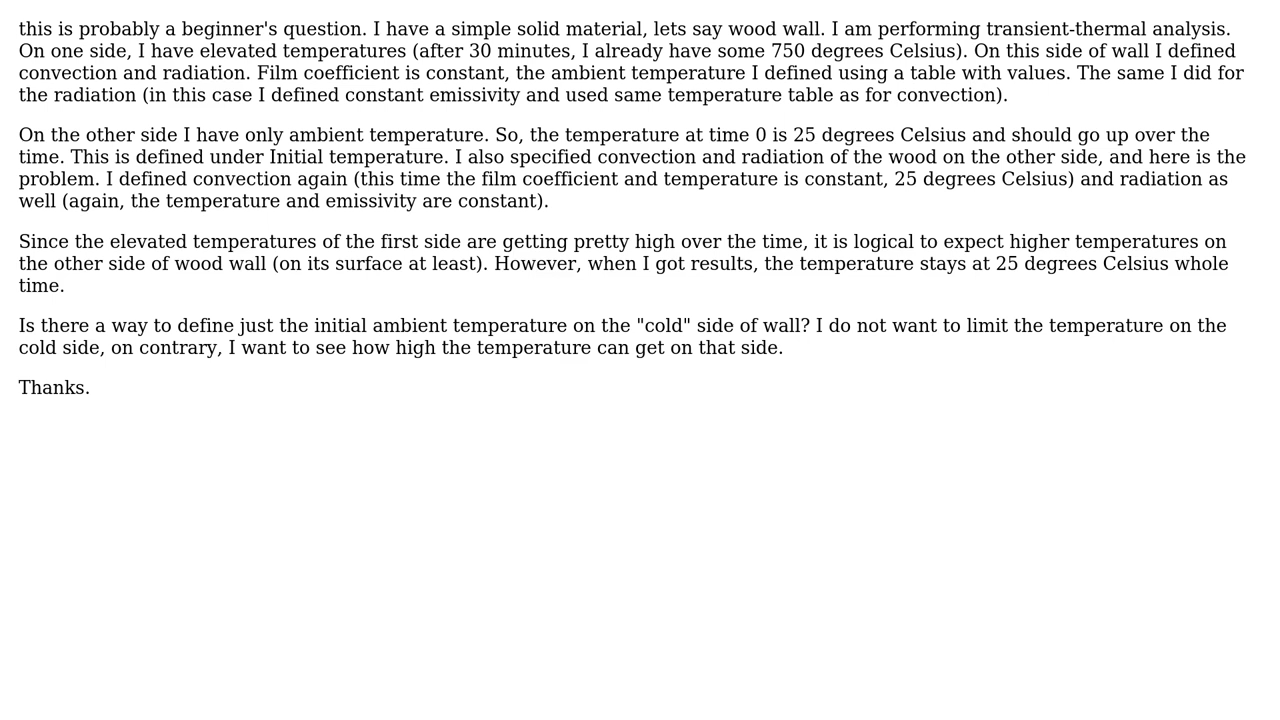 this is probably a beginner's question. I have a simple solid material, lets say wood wall. I am performing transient-thermal analysis.
On one side, I have elevated temperatures (after 30 minutes, I already have some 750 degrees Celsius). On this side of wall I defined
convection and radiation. Film coefficient is constant, the ambient temperature I defined using a table with values. The same I did for
the radiation (in this case I defined constant emissivity and used same temperature table as for convection).
On the other side I have only ambient temperature. So, the temperature at time 0 is 25 degrees Celsius and should go up over the
time. This is defined under Initial temperature. I also specified convection and radiation of the wood on the other side, and here is the
problem. I defined convection again (this time the film coefficient and temperature is constant, 25 degrees Celsius) and radiation as
well (again, the temperature and emissivity are constant).
Since the elevated temperatures of the first side are getting pretty high over the time, it is logical to expect higher temperatures on
the other side of wood wall (on its surface at least). However, when I got results, the temperature stays at 25 degrees Celsius whole
time.
Is there a way to define just the initial ambient temperature on the "cold" side of wall? I do not want to limit the temperature on the
cold side, on contrary, I want to see how high the temperature can get on that side.
Thanks.